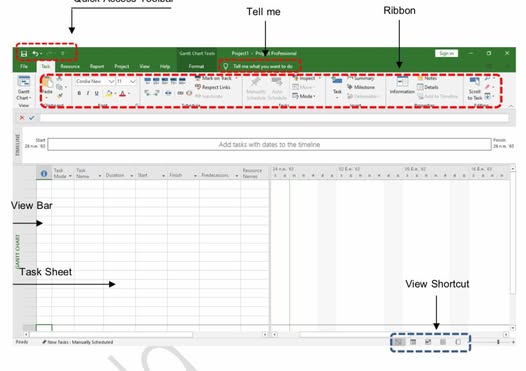 Quick Access Toolbar
Tell me
Ribbon
Gantt Chart Tools
Project1 - Project Professional
Sign in
File Task Resource Report Project View Help Format Tell me what you want to do
Gantt Chart
Paste
Cordia New 11
B I U A
Mark on Track
Respect Links
Inactivate
Manually Schedule
Auto Schedule
Inspect
Move
Mode
Task
Summary
Milestone
Deliverable
Information
Notes
Details
Add to Timeline
Scroll to Task
View
Clipboard
Font
Schedule
Tasks
Properties
Editing
TIMELINE
Start
Add tasks with dates to the timeline
Finish
Task Mode
Task Name
Duration
Start
Finish
Predecessors
Resource Names
View Bar
GANTT CHART
Task Sheet
View Shortcut
Ready
New Tasks : Manually Scheduled